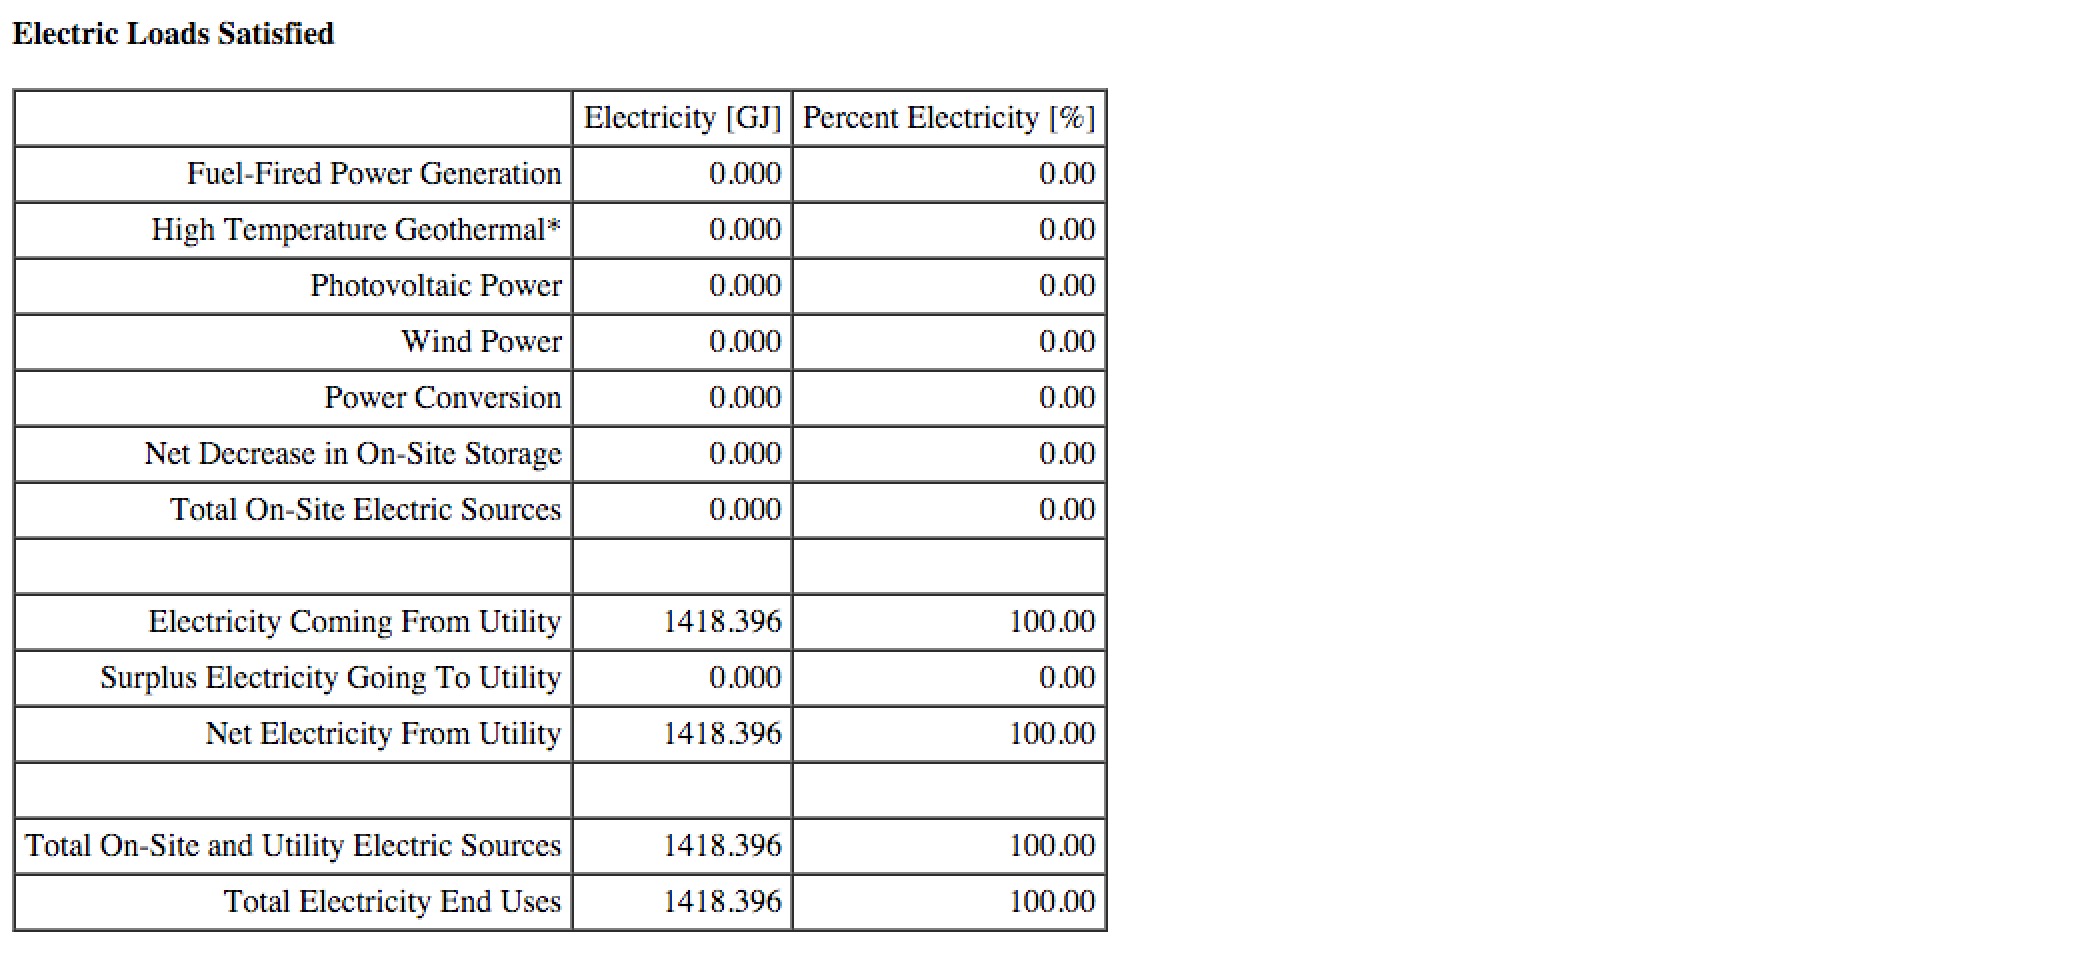 Electric Loads Satisfied
Electricity [GJ] Percent Electricity [%]
Fuel-Fired Power Generation 0.000 0.00
High Temperature Geothermal* 0.000 0.00
Photovoltaic Power 0.000 0.00
Wind Power 0.000 0.00
Power Conversion 0.000 0.00
Net Decrease in On-Site Storage 0.000 0.00
Total On-Site Electric Sources 0.000 0.00
Electricity Coming From Utility 1418.396 100.00
Surplus Electricity Going To Utility 0.000 0.00
Net Electricity From Utility 1418.396 100.00
Total On-Site and Utility Electric Sources 1418.396 100.00
Total Electricity End Uses 1418.396 100.00